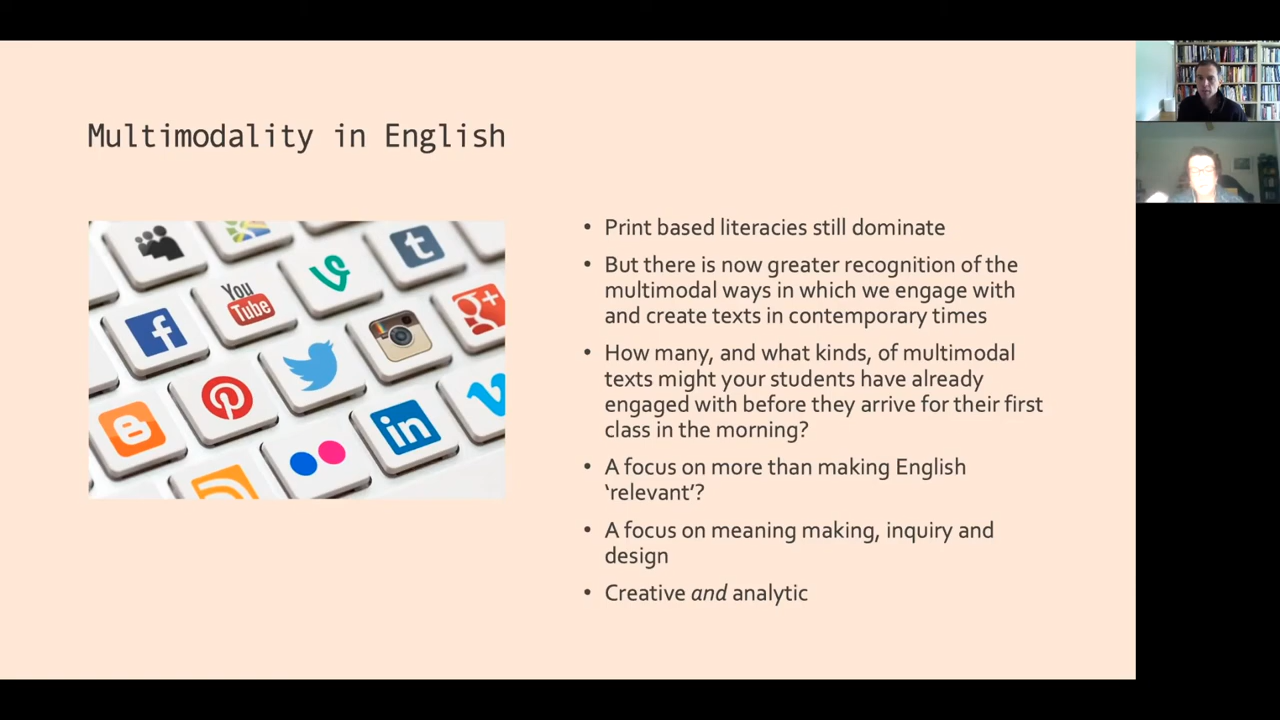 Multimodality in English
You
Tube
t
f
g+
in
• Print based literacies still dominate
• But there is now greater recognition of the
multimodal ways in which we engage with
and create texts in contemporary times
• How many, and what kinds, of multimodal
texts might your students have already
engaged with before they arrive for their first
class in the morning?
• A focus on more than making English
‘relevant’?
• A focus on meaning making, inquiry and
design
• Creative and analytic